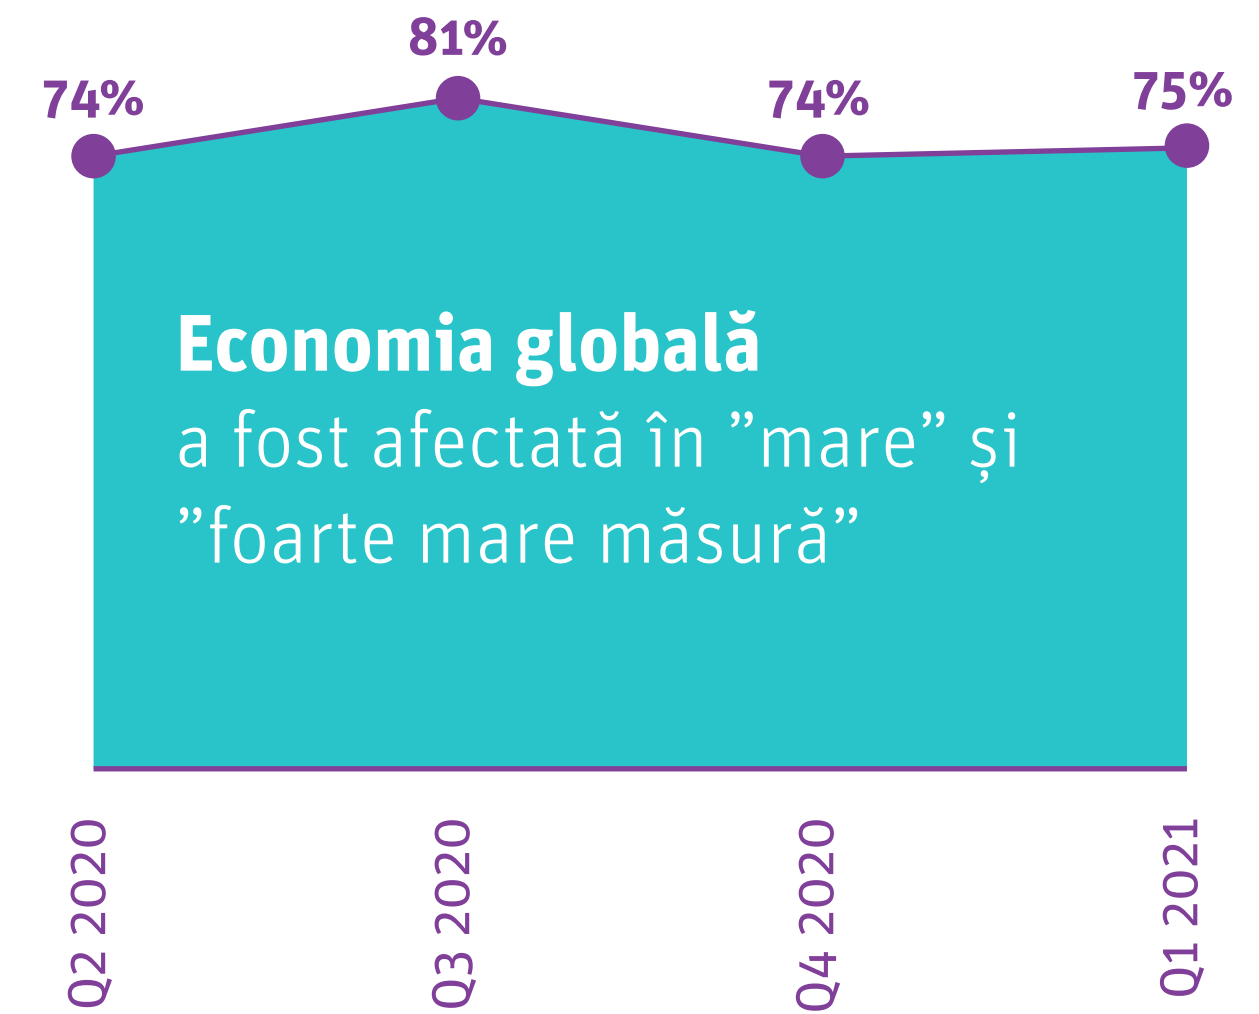 81%
74%
74%
75%
Economia globală
a fost afectată în ”mare” și
”foarte mare măsură”
Q2 2020
Q3 2020
Q4 2020
Q1 2021